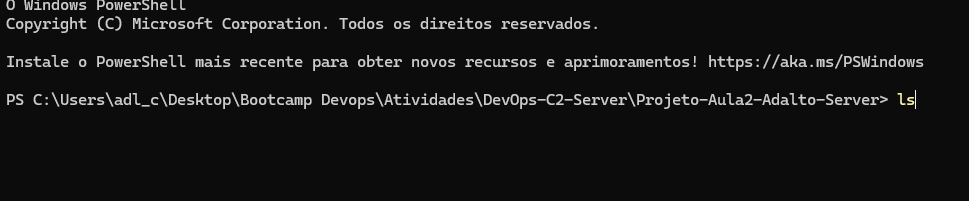 O Windows PowerShell
Copyright (C) Microsoft Corporation. Todos os direitos reservados.
Instale o PowerShell mais recente para obter novos recursos e aprimoramentos! https://aka.ms/PSWindows
PS C:\Users\adl_c\Desktop\Bootcamp Devops\Atividades\DevOps-C2-Server\Projeto-Aula2-Adalto-Server> ls